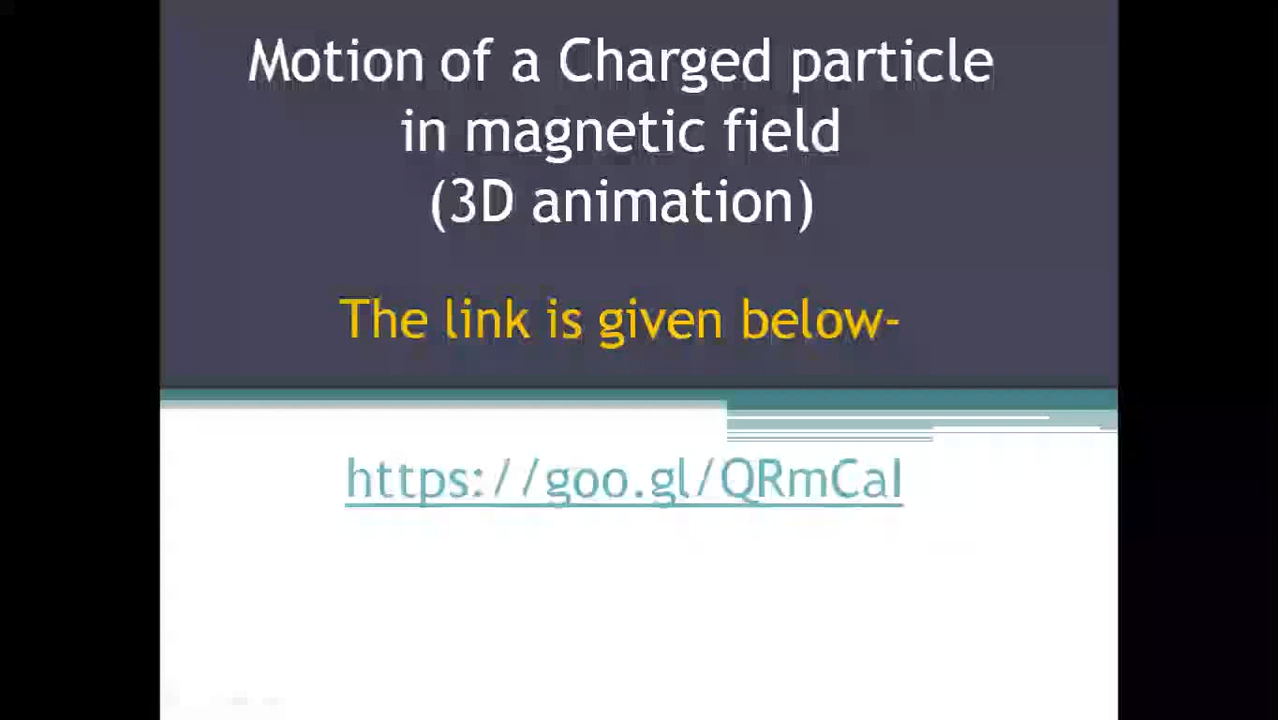 Motion of a Charged particle
in magnetic field
(3D animation)
The link is given below-
https://goo.gl/QRmCaI